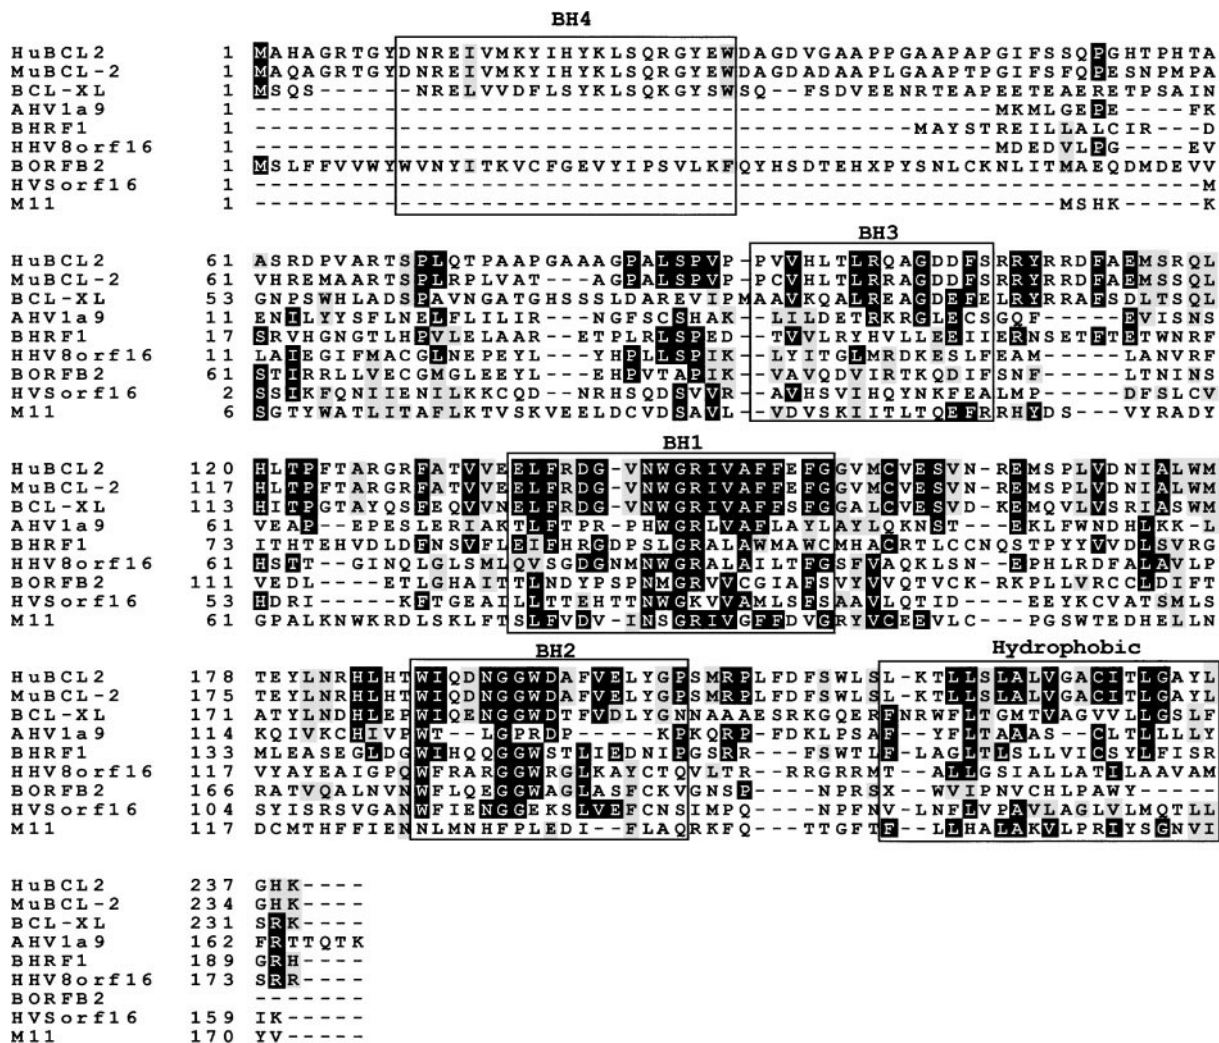 BH4
HuBCL2 1 MAHAGRTGYDNREIVMKYIHYKLSQRGYEWDAGDVGAAPPGAAPAPGIFSSQPGHTPHTA
MuBCL-2 1 MAQAGRTGYDNREIVMKYIHYKLSQRGYEWDAGDADAAPLGAAPTPGIFSFQPESNPMPA
BCL-XL 1 MSQS-----NRELVVDFLSYKLSQKGYSWSQ--FSDVEENRTEAPEETEAERETPSAIN
AHV1a9 1 ----------------------------------------------MKMLGEPE----FK
BHRF1 1 -----------------------------------------MAYSTREILLALCIR---D
HHV8orf16 1 ----------------------------------------------MDEDVLPG----EV
BORFB2 1 MSLFFVVWYWVNYITKVCFGEVYIPSVLKFQYHSDTEHXPYSNLCKNLITMAEQDMDEVV
HVSorf16 1 -----------------------------------------------------------M
M11 1 --------------------------------------------------MSHK------K
BH3
HuBCL2 61 ASRDPVARTSPLQTPAAPGAAAGPALSPVP-PVVHLTLRQAGDDFSRRYRRDFAEMSRQL
MuBCL-2 61 VHREMAARTSPLRPLVAT---AGPALSPVP-PVVHLTLRRAGDDFSRRYRRDFAEMSSQL
BCL-XL 53 GNPSWHLADSPAVNGATGHSSSLDAREVIPMAAVKQALREAGDEFELRYRRAFSDLTSQL
AHV1a9 11 ENILYYSFLNELFLILIR---NGFSCSHAK-LILDETRKRGLECSGQF----EVISNS
BHRF1 17 SRVHGNGTLHPVLELAAR--ETPLRLSPED-TVVLRYHVLLEEIIERNSETFTETWNRF
HHV8orf16 11 LAIEGIFMACGLNEPEYL---YHPLLSPIK-LYITGLMRDKESLFEAM----LANVRF
BORFB2 61 STIRRLLVECGMGLEEYL---EHPVTAPIK-VAVQDVIRTKQDIFSNF----LTNINS
HVSorf16 2 SSIKFQNIIENILKKCQD--NRHSQDSVVR-AVHSVIHQYNKFEALMP----DFSLCV
M11 6 SGTYWATLITAFLKTVSKVEELDCVDSAVL-VDVSKIITLTQEFRRHYDS--VYRADY
BH1
HuBCL2 120 HLTPFTARGRFATVVEELFRDG-VNWGRIVAFFEFGGVMCVESVN-REMSPLVDNIALWM
MuBCL-2 117 HLTPFTARGRFATVVEELFRDG-VNWGRIVAFFEFGGVMCVESVN-REMSPLVDNIALWM
BCL-XL 113 HITPGTAYQSFEQVVNELFRDG-VNWGRIVAFFSFGGALCVESVD-KEMQVLVSRIASWM
AHV1a9 61 VEAP--EPESLERIAKTLFTPR-PHWGRLVAFLAYLAYLQKNST---EKLFWNDHLKK-L
BHRF1 73 ITHTEHVDLDFNSVFLEIFHRGDPSLGRALAWMAWCMHACRTLCCNQSTPYYVVDLSVRG
HHV8orf16 61 HSTT--GINQLGLSMLQVSGDGNMNWGRALAILTFGSFVAQKLSN--EPHLRDFALAVLP
BORFB2 111 VEDL---ETLGHAITTLNDYPSPNMGRVVCGIAFSVYVVQTVCK-RKPLLVRCCLDIFT
HVSorf16 53 HDRI----KFTGEAILLTTEHTTNWGKVVAMLSFSAAVLQTID----EEYKCVATSMLS
M11 61 GPALKNWKRDLSKLFTSLFVDV-INSGRIVGFFDVGRYVCEEVLC---PGSWTEDHELLN
BH2 Hydrophobic
HuBCL2 178 TEYLNRHLHTWIQDNGGWDAFVELYGPSMRPLFDFSWLSL-KTLLSLALVGACITLGAYL
MuBCL-2 175 TEYLNRHLHTWIQDNGGWDAFVELYGPSMRPLFDFSWLSL-KTLLSLALVGACITLGAYL
BCL-XL 171 ATYLNDHLEPWIQENGGWDTFVDLYGNNAAAESRKGQERFNRWFLTGMTVAGVVLLGSLF
AHV1a9 114 KQIVKCHIVPWT--LGPRDP----KPKQRP-FDKLPSAF---YFLTAAAS--CLTLLLLY
BHRF1 133 MLEASEGLDGWIHQQGGWSTLIEDNIPGSRR---FSWTLF--LAGLTLSLLVICSYLFISR
HHV8orf16 117 VYAYEAIGPQWFRARGGWRGLKAYCTQVLTR---RRGRRMT--ALLGSIALLATILAAVAM
BORFB2 166 RATVQALNVNWFLQEGGWAGLASFCKVGNSP----NPRSX--WVIPNVCHLPAWY----
HVSorf16 104 SYISRSVGANWFIENGGEKSLVEFCNSIMPQ----NPFNV-LNFLVPAVLAGLVLMQTLL
M11 117 DCMTHFFIENNLMNHFPLEDI--FLAQRKFQ---TTGFTF--LLHALAKVLPRIYSGNVI
HuBCL2 237 GHK----
MuBCL-2 234 GHK----
BCL-XL 231 SRK----
AHV1a9 162 FRTTQTK
BHRF1 189 GRH----
HHV8orf16 173 SRR----
BORFB2 -------
HVSorf16 159 IK-----
M11 170 YV-----